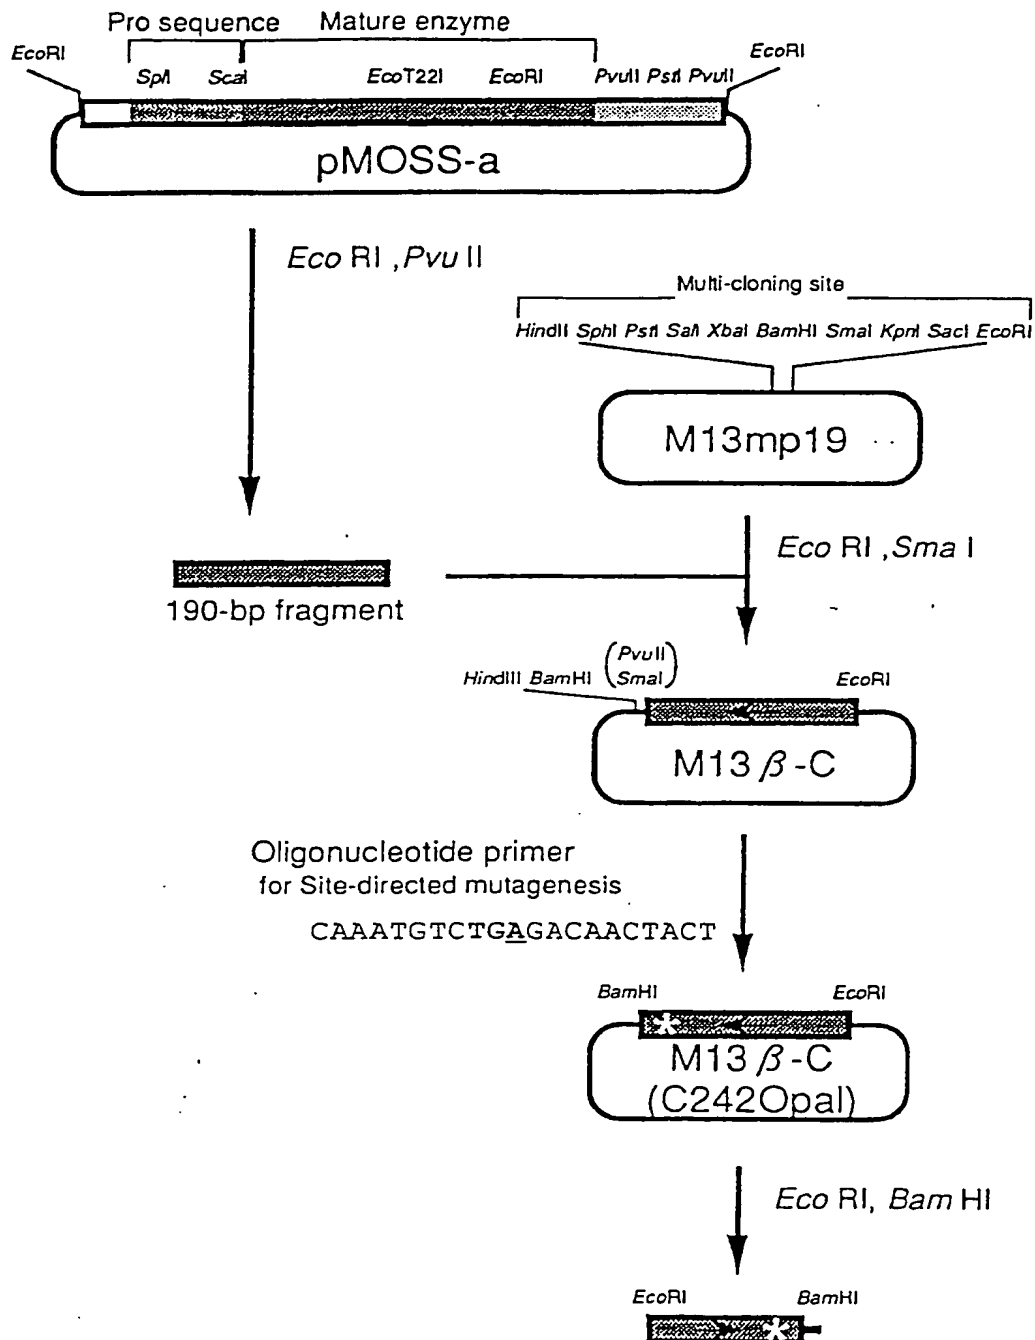 Pro sequence Mature enzyme
EcoRI EcoRI
SplI ScaI EcoT22I EcoRI PvuII PstI PvuII
pMOSS-a
Eco RI ,Pvu II
Multi-cloning site
HindII SphI PstI SalI XbaI BamHI SmaI KpnI SacI EcoRI
M13mp19
Eco RI ,Sma I
190-bp fragment
HindIII BamHI (PvuII SmaI) EcoRI
M13 β-C
Oligonucleotide primer
for Site-directed mutagenesis
CAAATGTCTGAGACAACTACT
BamHI EcoRI
*
M13 β-C
(C242Opal)
Eco RI, Bam HI
EcoRI BamHI
*